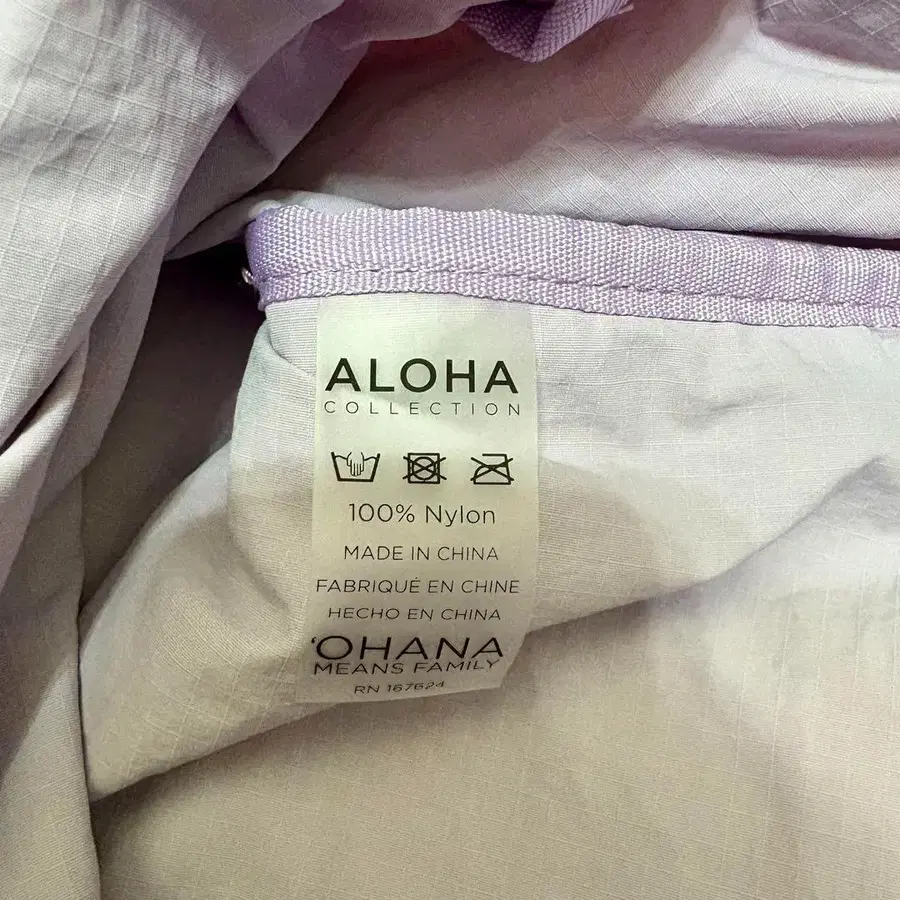 ALOHA
COLLECTION
100% Nylon
MADE IN CHINA
FABRIQUÉ EN CHINE
HECHO EN CHINA
‘OHANA
MEANS FAMILY
RN 167624